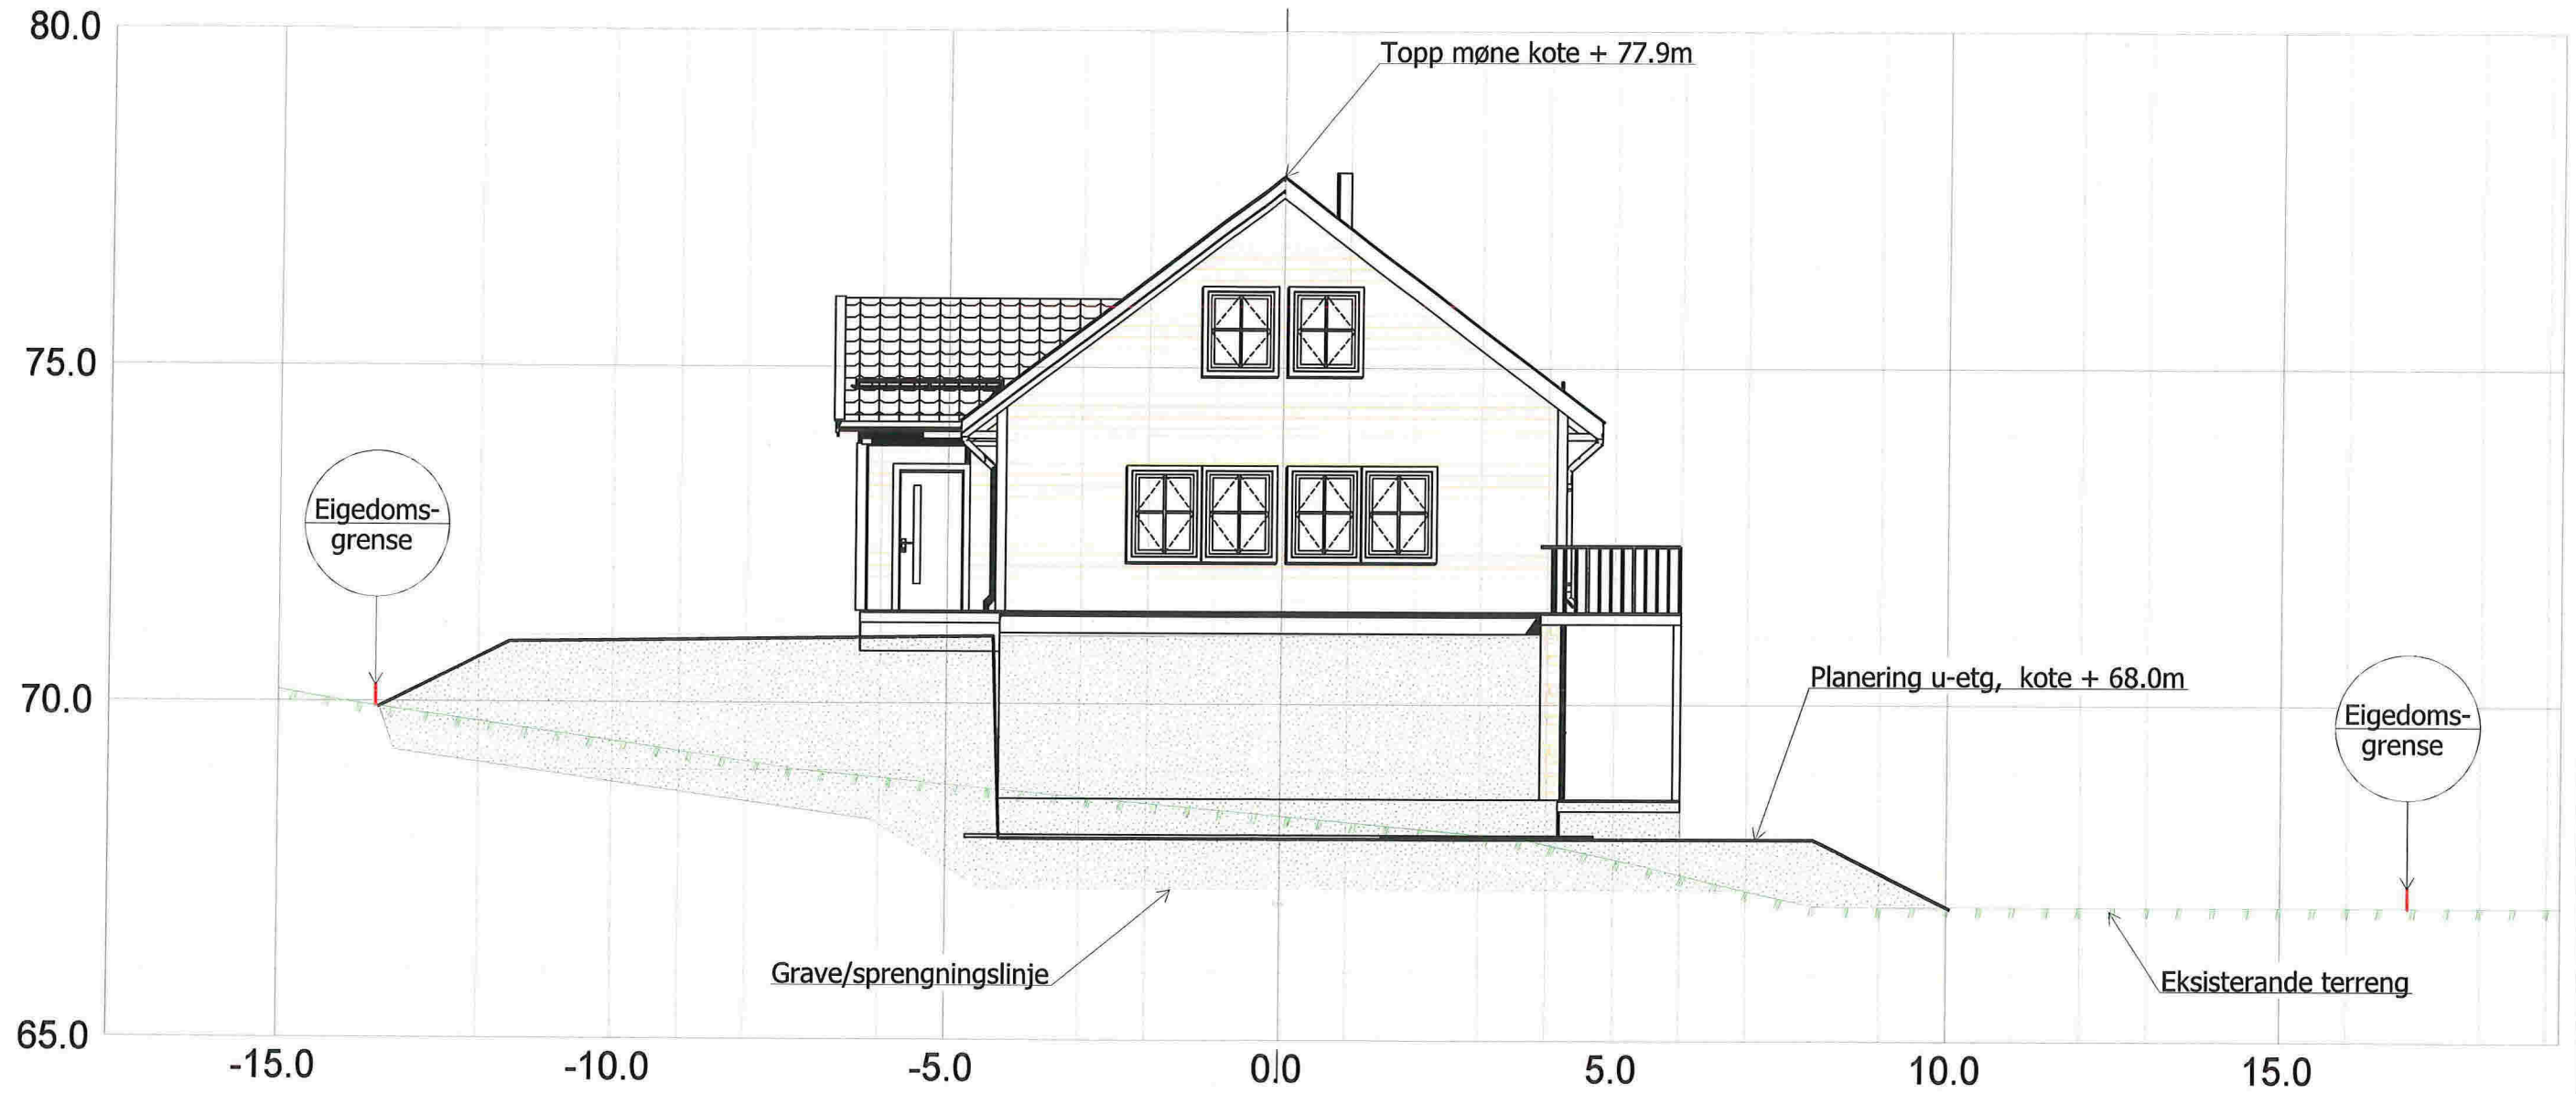 80.0
Topp møne kote + 77.9m
75.0
Eigedoms-
grense
70.0
Planering u-etg, kote + 68.0m
Eigedoms-
grense
Grave/sprengningslinje
Eksisterande terreng
65.0
-15.0
-10.0
-5.0
0.0
5.0
10.0
15.0